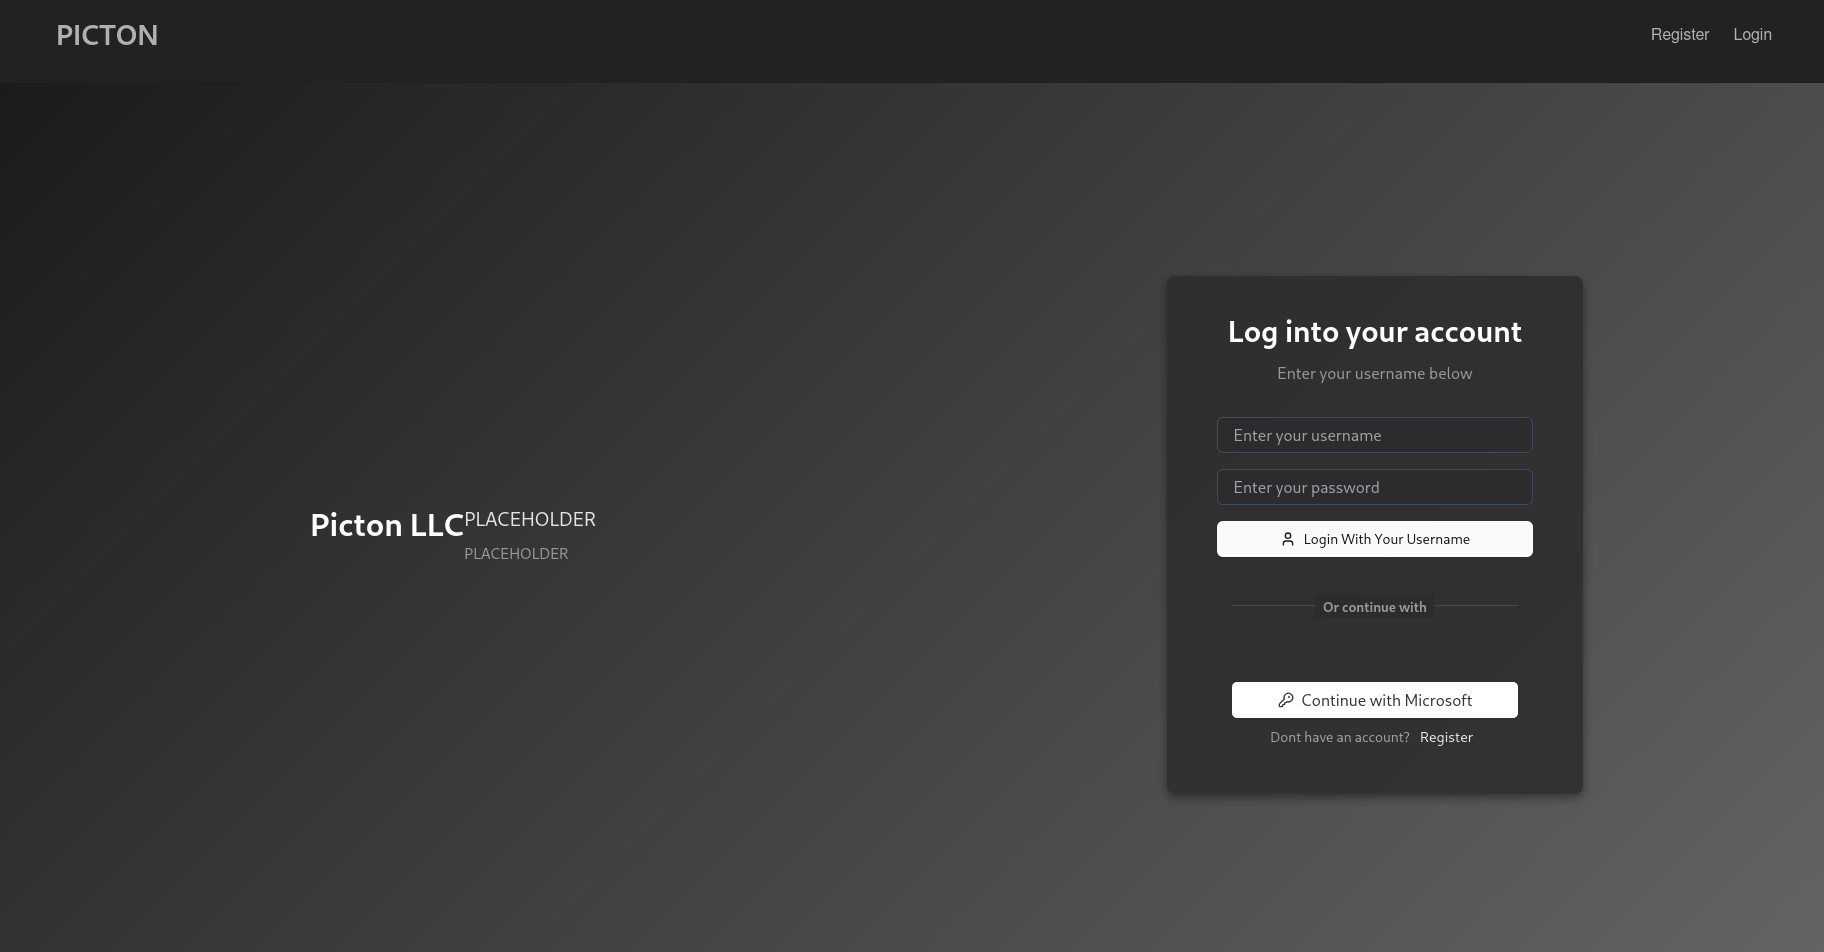 PICTON
Register Login
Log into your account
Enter your username below
Enter your username
Enter your password
Picton LLC PLACEHOLDER
PLACEHOLDER
Login With Your Username
Or continue with
Continue with Microsoft
Dont have an account? Register